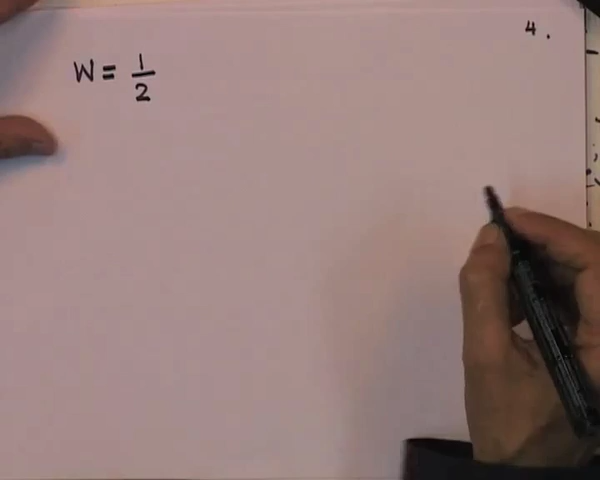 4.
W = 1/2